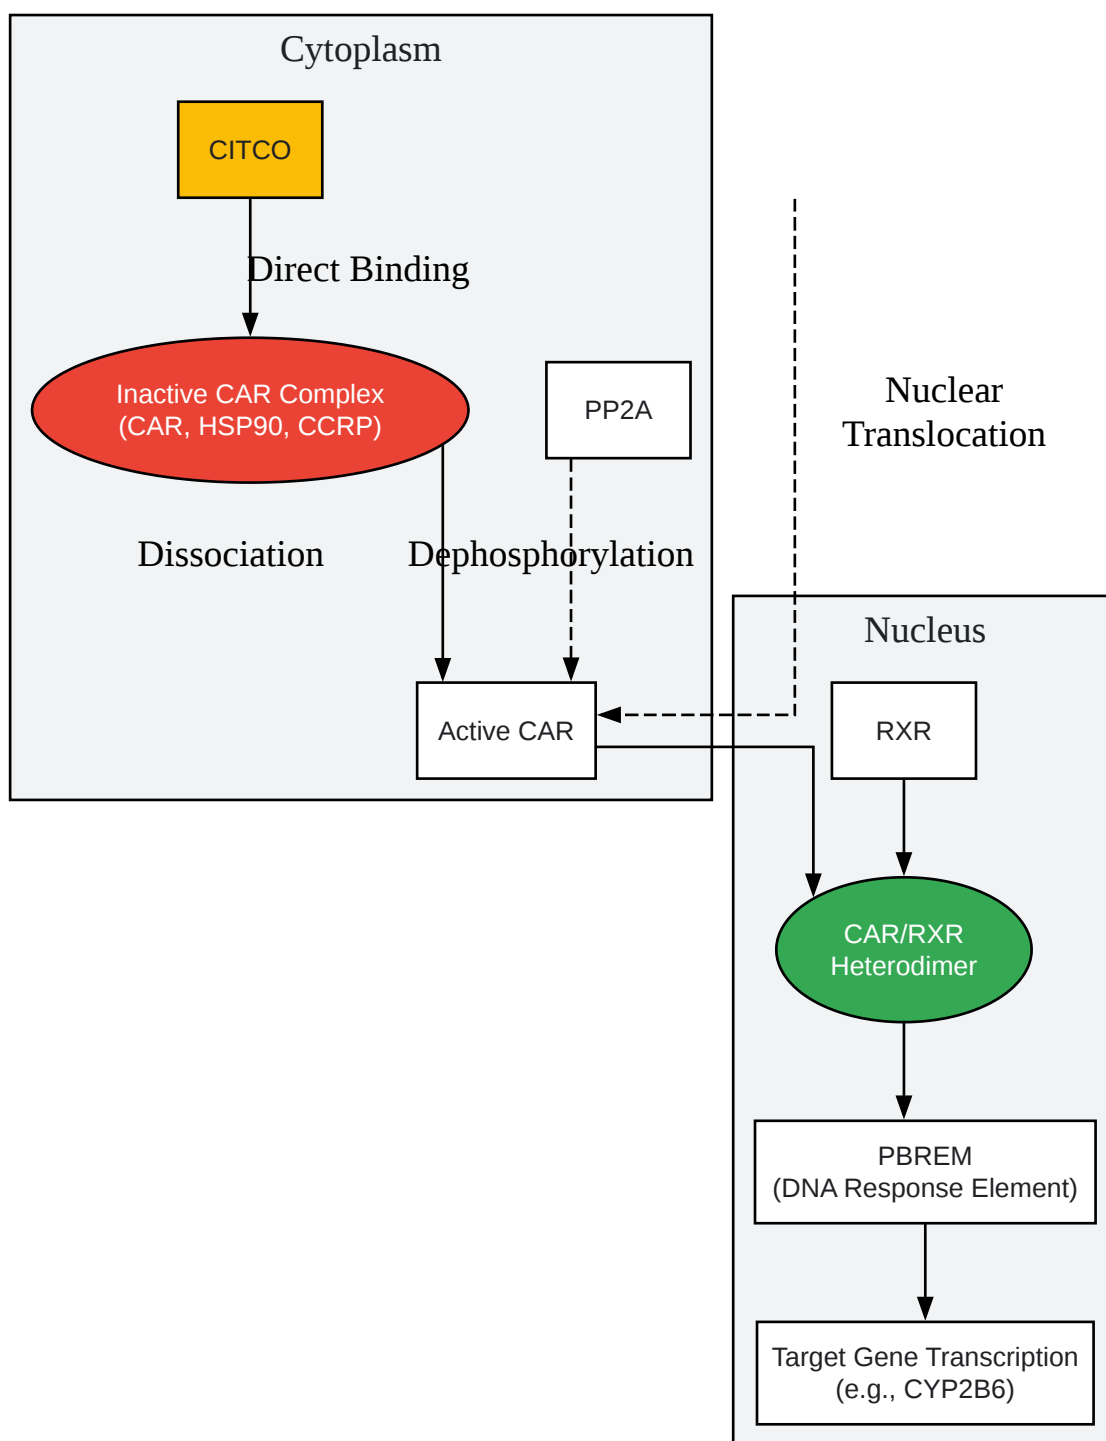 Cytoplasm
CITCO
Direct Binding
Inactive CAR Complex
(CAR, HSP90, CCRP)
PP2A
Nuclear
Translocation
Dissociation
Dephosphorylation
Nucleus
Active CAR
RXR
CAR/RXR
Heterodimer
PBREM
(DNA Response Element)
Target Gene Transcription
(e.g., CYP2B6)